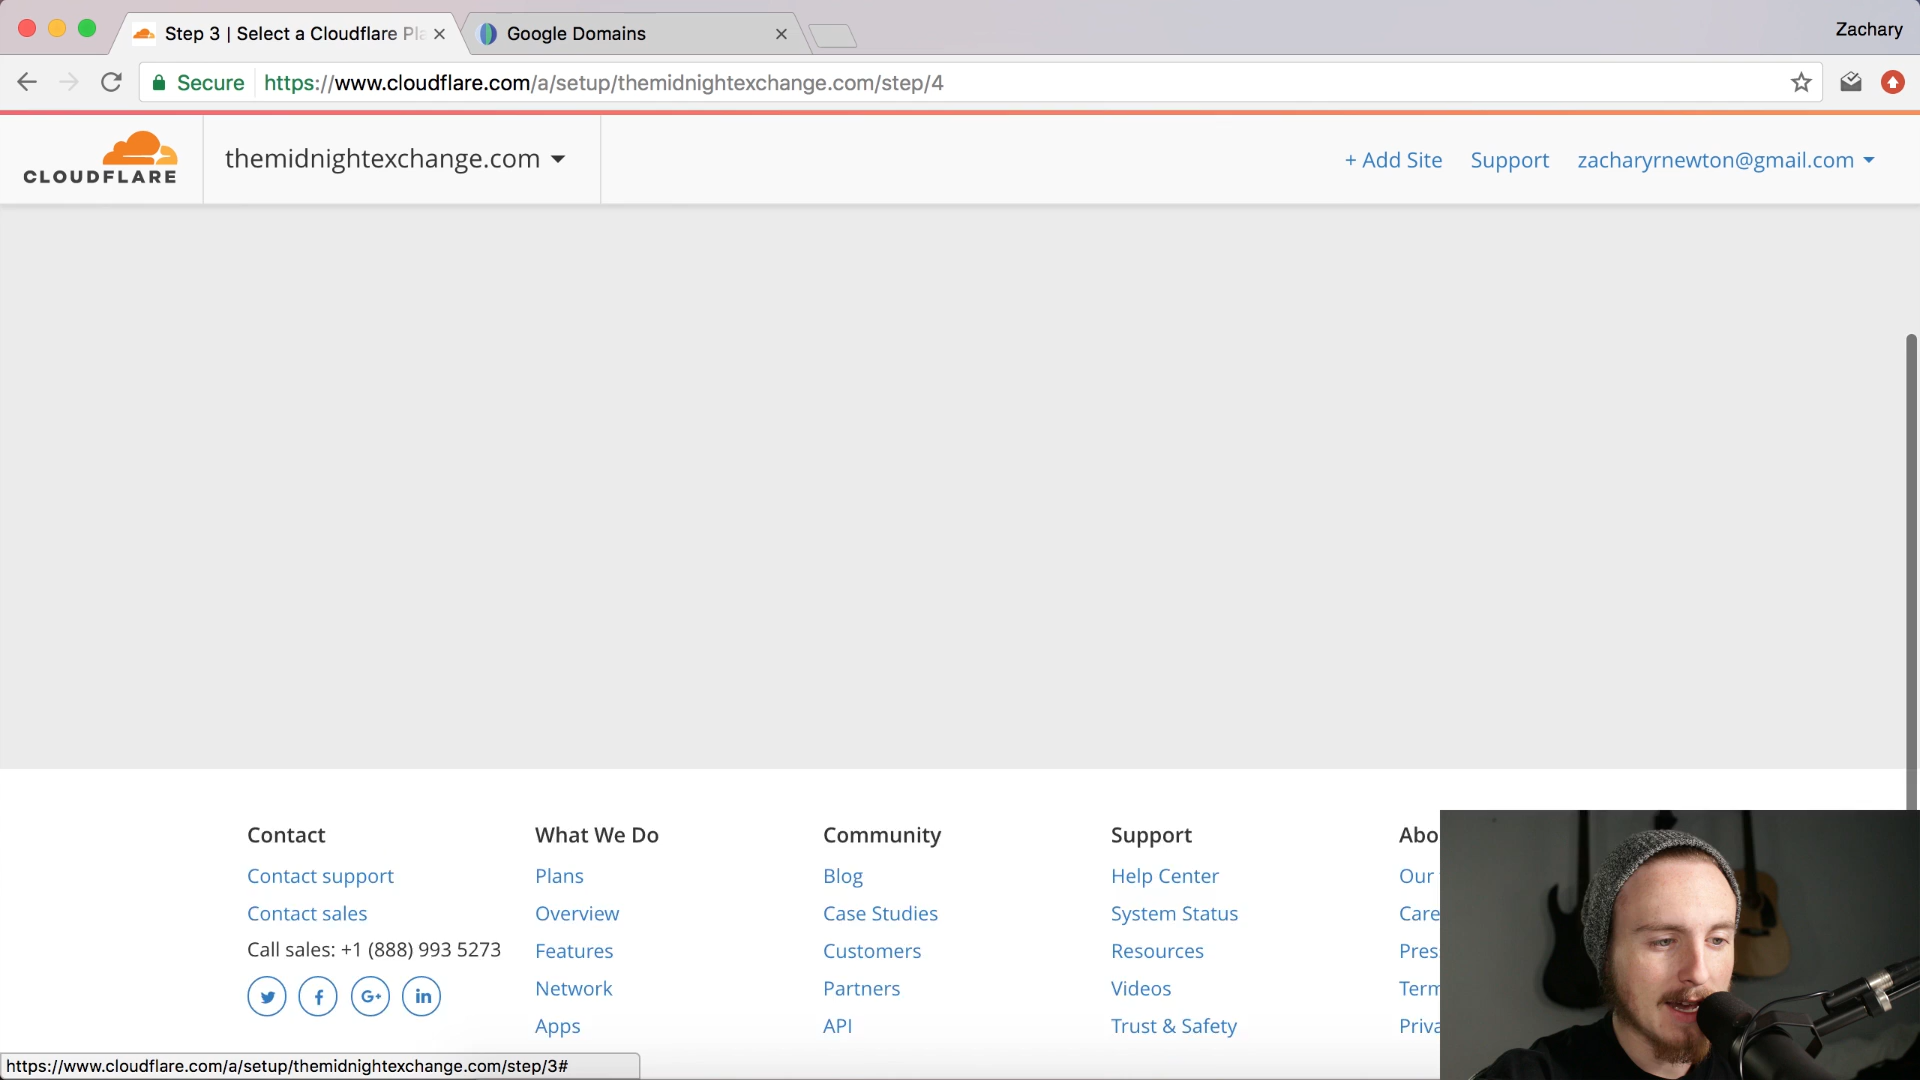 Step 3 | Select a Cloudflare Pla
Google Domains
Zachary
Secure
https://www.cloudflare.com/a/setup/themidnightexchange.com/step/4
CLOUDFLARE
themidnightexchange.com
+ Add Site
Support
zacharyrnewton@gmail.com
Contact
Contact support
Contact sales
Call sales: +1 (888) 993 5273
G+
in
What We Do
Plans
Overview
Features
Network
Apps
Community
Blog
Case Studies
Customers
Partners
API
Support
Help Center
System Status
Resources
Videos
Trust & Safety
Abo
Our
Care
Pres
Term
Priva
https://www.cloudflare.com/a/setup/themidnightexchange.com/step/3#